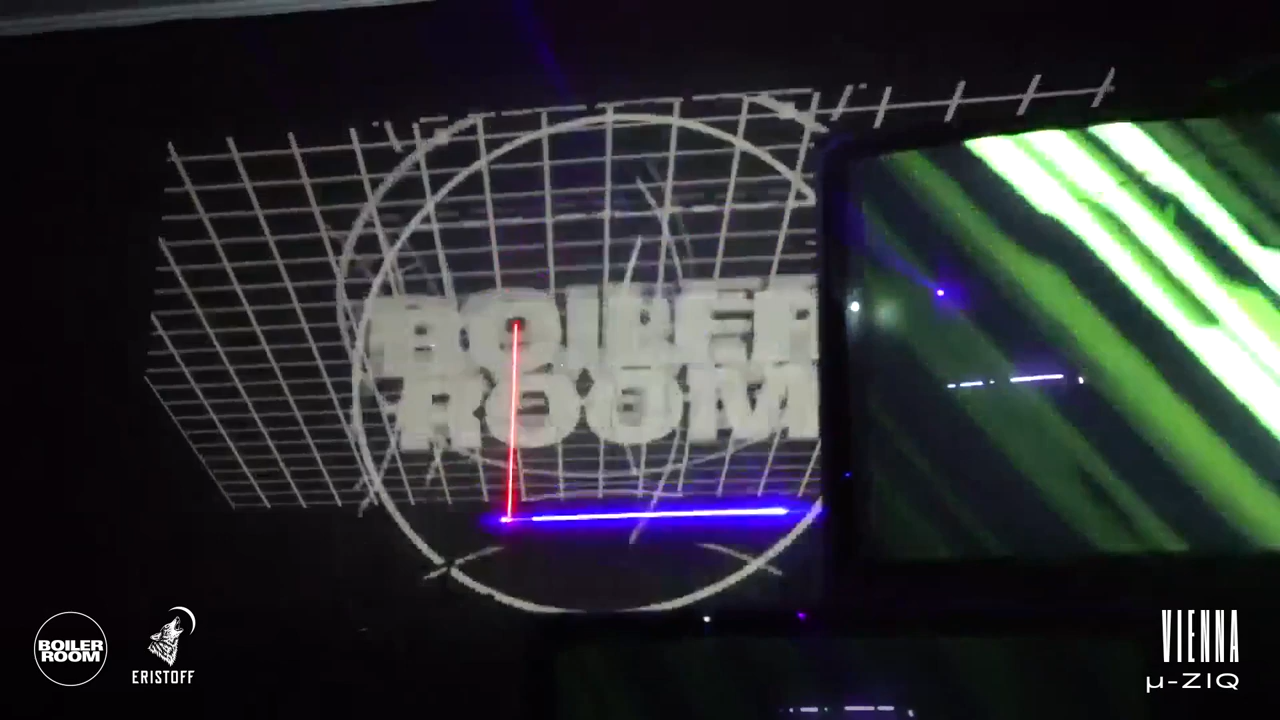 BOILER
ROOM
BOILER
ROOM
ERISTOFF
VIENNA
µ-ZIQ